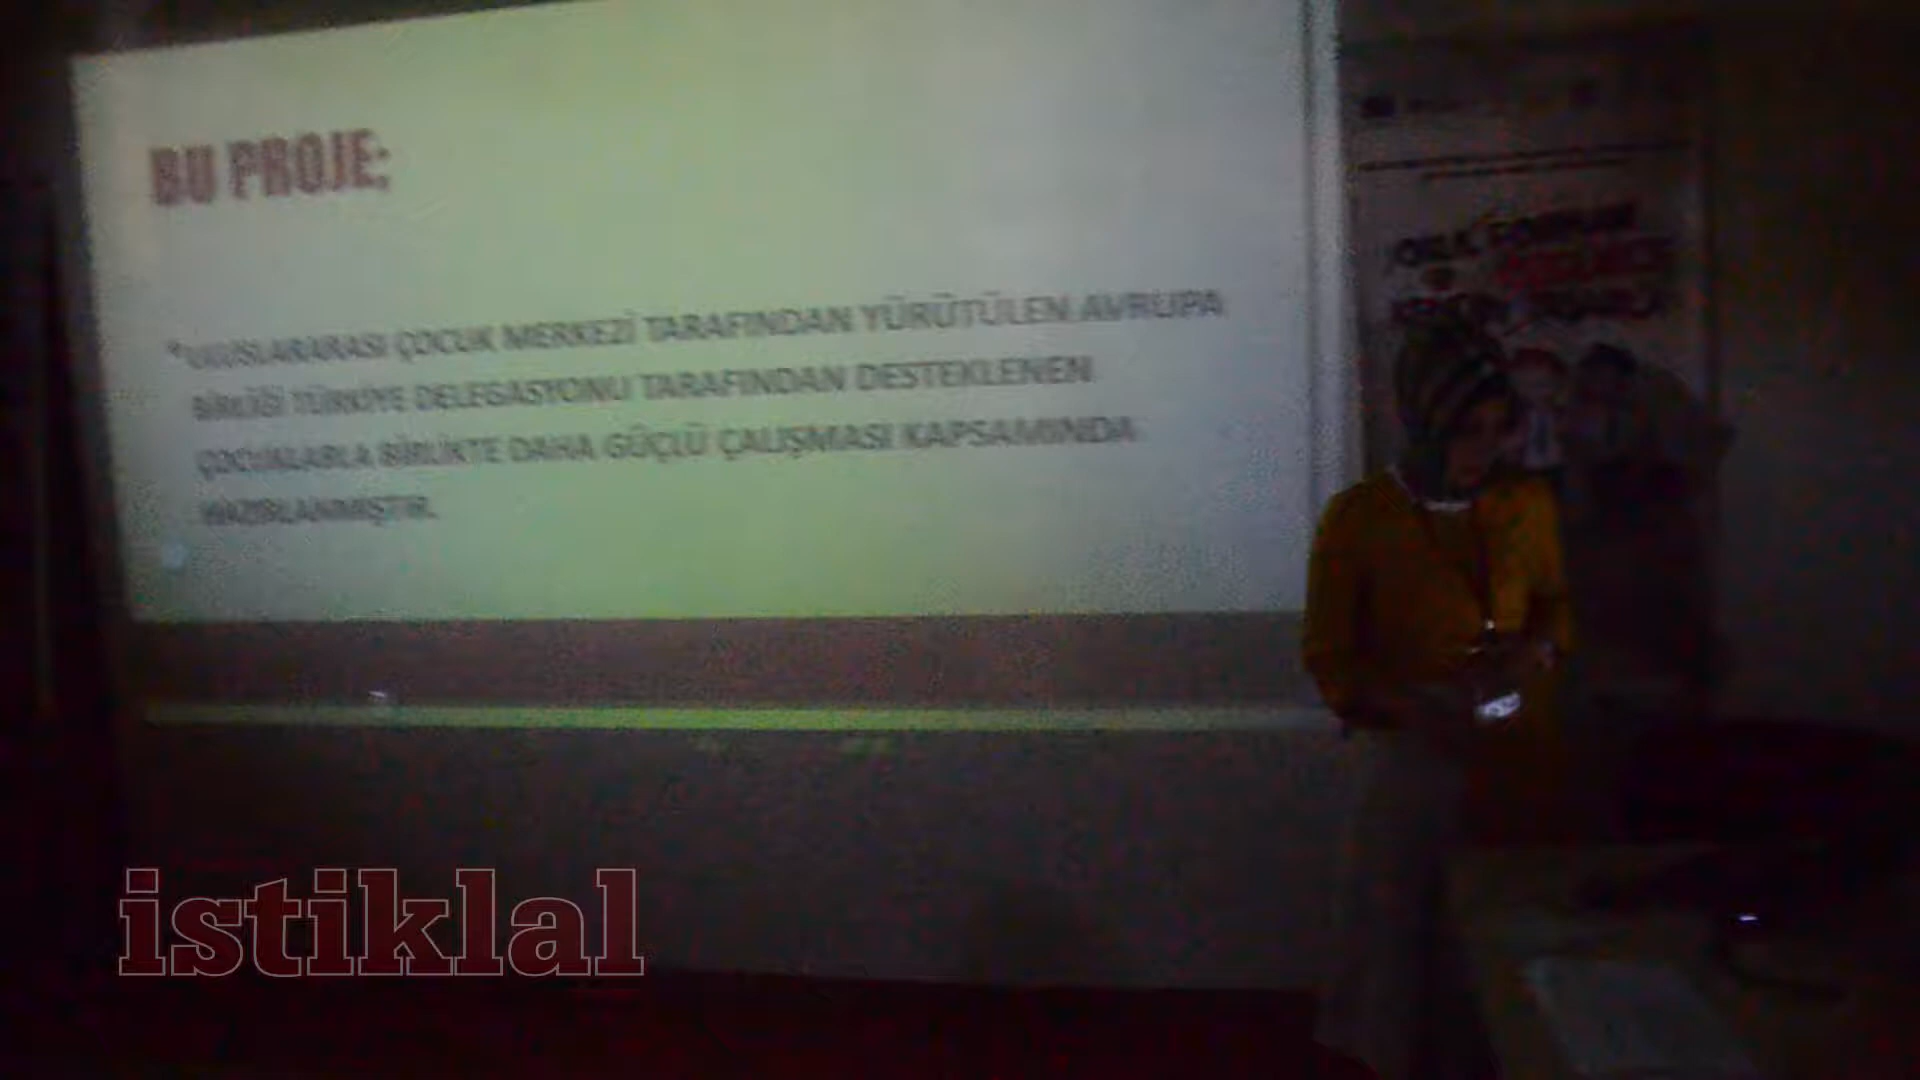 BU PROJE;
"ULUSLARARASI ÇOCUK MERKEZİ TARAFINDAN YÜRÜTÜLEN AVRUPA
BİRLİĞİ TÜRKİYE DELEGASYONU TARAFINDAN DESTEKLENEN
ÇOCUKLARLA BİRLİKTE DAHA GÜÇLÜ ÇALIŞMASI KAPSAMINDA
HAZIRLANMIŞTIR.
istiklal